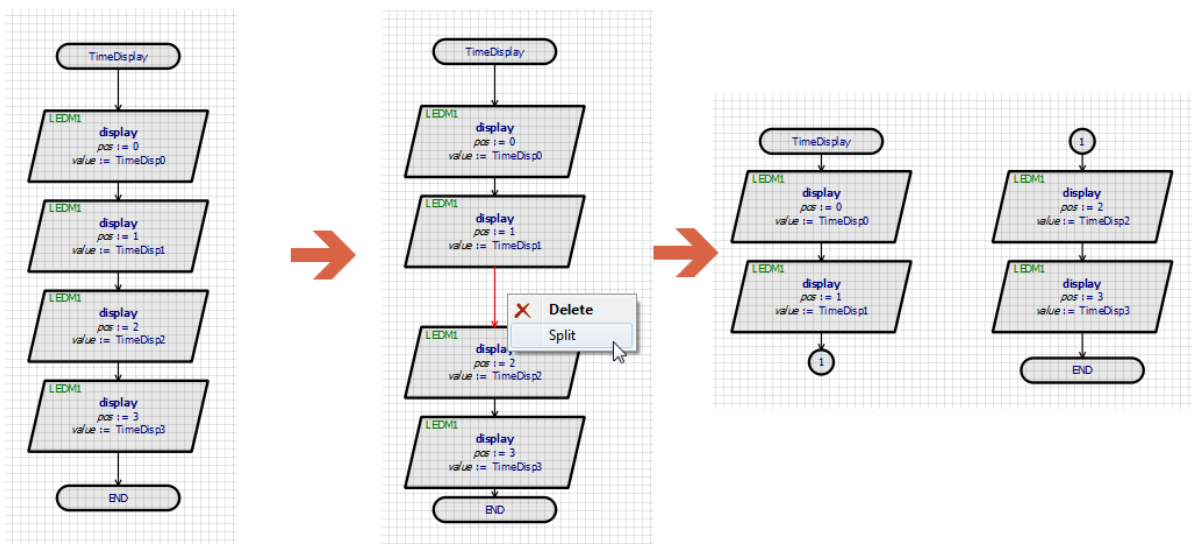 TimeDisplay
LEDM1
display
pos := 0
value := TimeDisp0
LEDM1
display
pos := 1
value := TimeDisp1
LEDM1
display
pos := 2
value := TimeDisp2
LEDM1
display
pos := 3
value := TimeDisp3
END
TimeDisplay
LEDM1
display
pos := 0
value := TimeDisp0
LEDM1
display
pos := 1
value := TimeDisp1
Delete
Split
LEDM1
display
pos := 2
value := TimeDisp2
LEDM1
display
pos := 3
value := TimeDisp3
END
TimeDisplay
LEDM1
display
pos := 0
value := TimeDisp0
LEDM1
display
pos := 1
value := TimeDisp1
1
1
LEDM1
display
pos := 2
value := TimeDisp2
LEDM1
display
pos := 3
value := TimeDisp3
END